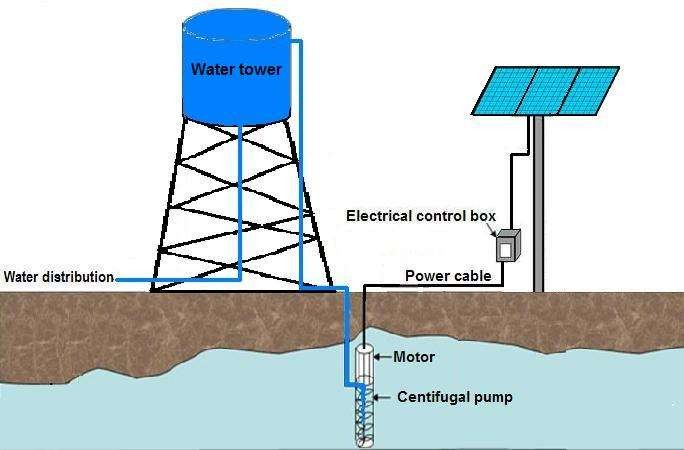 Water tower
Electrical control box
Water distribution
Power cable
Motor
Centifugal pump